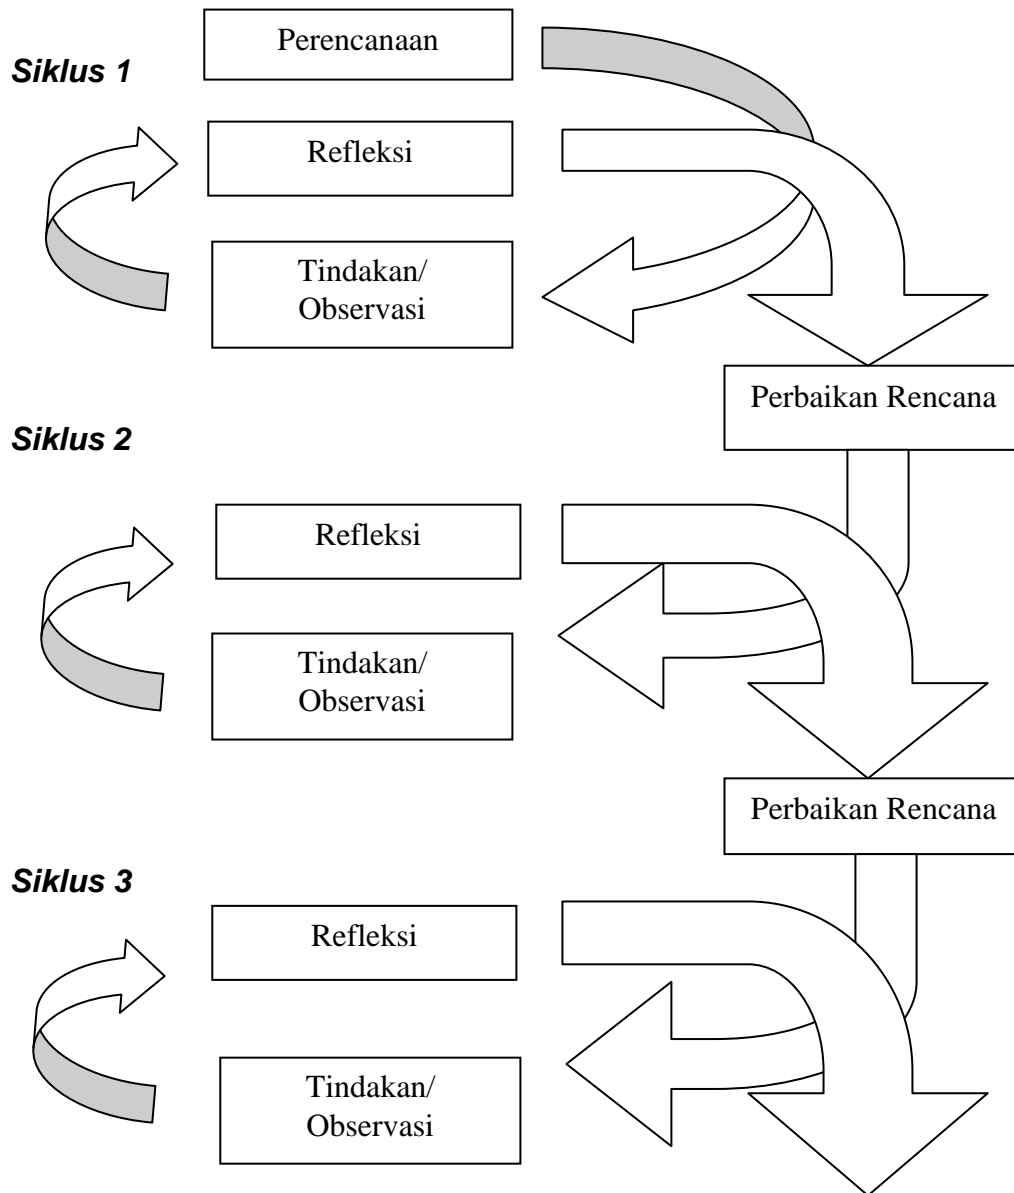 Perencanaan
Siklus 1
Refleksi
Tindakan/
Observasi
Perbaikan Rencana
Siklus 2
Refleksi
Tindakan/
Observasi
Perbaikan Rencana
Siklus 3
Refleksi
Tindakan/
Observasi